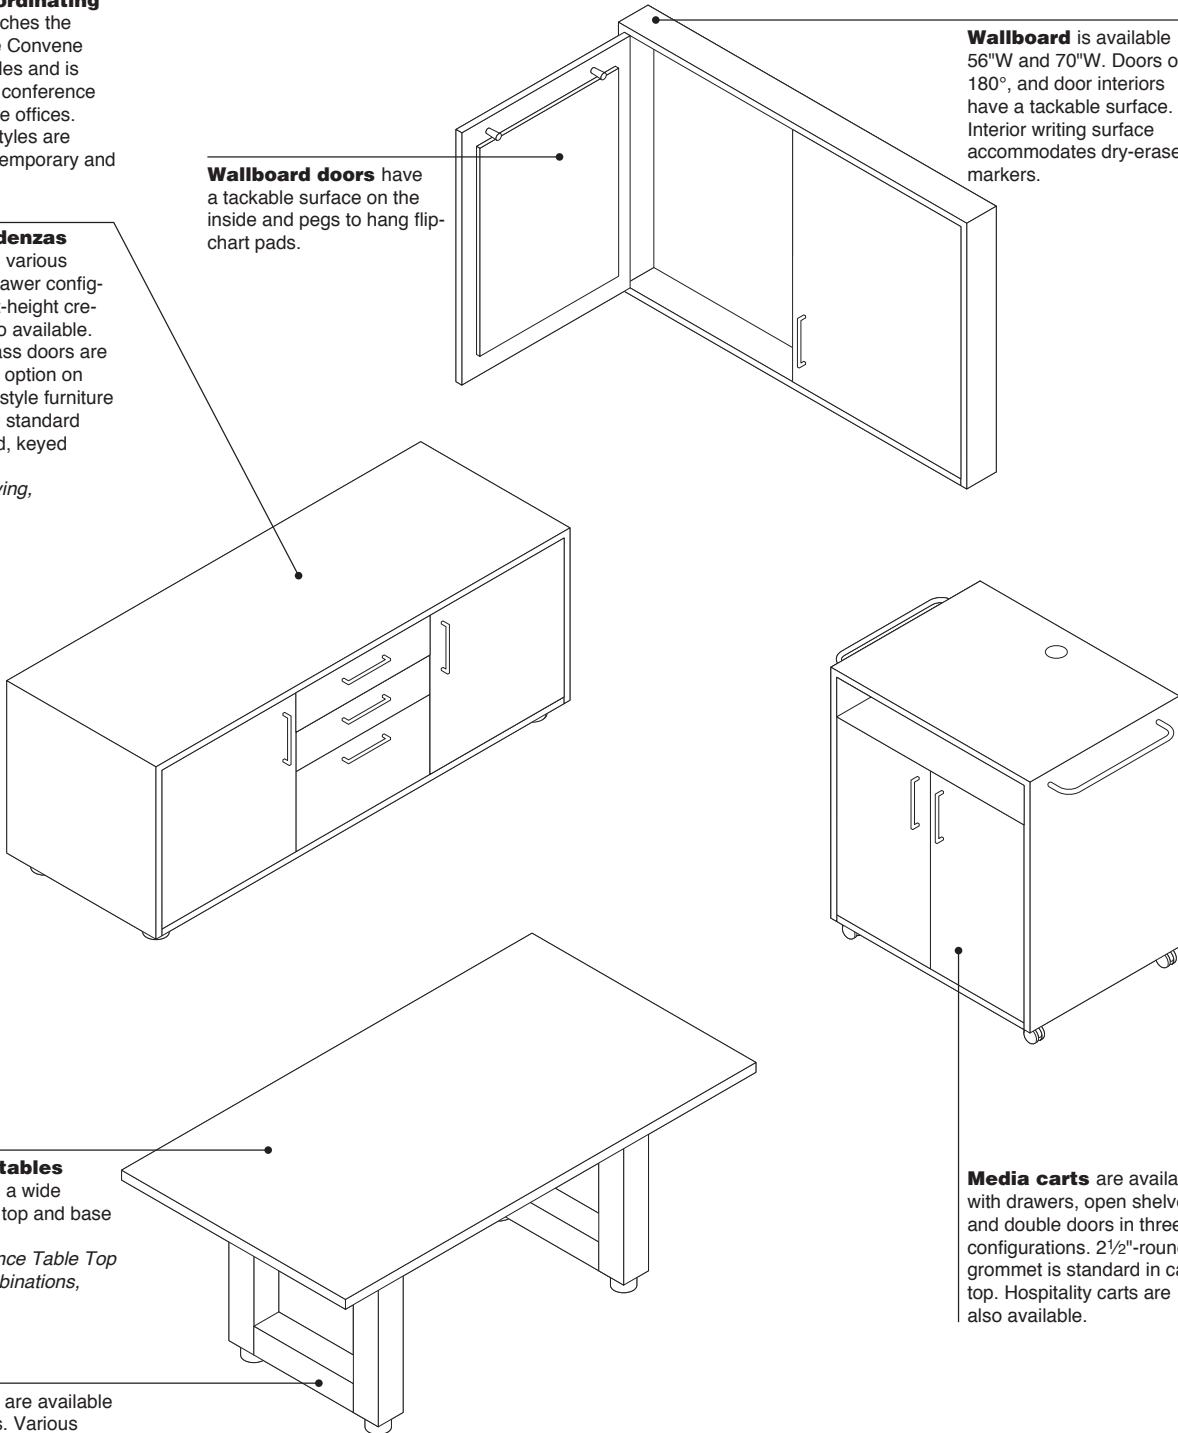 ches the
Convene
les and is
conference
e offices.
tyles are
temporary and
denzas
various
awer config-
t-height cre-
o available.
ass doors are
option on
style furniture
standard
d, keyed
ving,
Wallboard doors have
a tackable surface on the
inside and pegs to hang flip-
chart pads.
Wallboard is available
56"W and 70"W. Doors o
180°, and door interiors
have a tackable surface.
Interior writing surface
accommodates dry-erase
markers.
tables
a wide
top and base
nce Table Top
binations,
are available
s. Various
Media carts are availa
with drawers, open shelve
and double doors in three
configurations. 2½"-round
grommet is standard in ca
top. Hospitality carts are
also available.